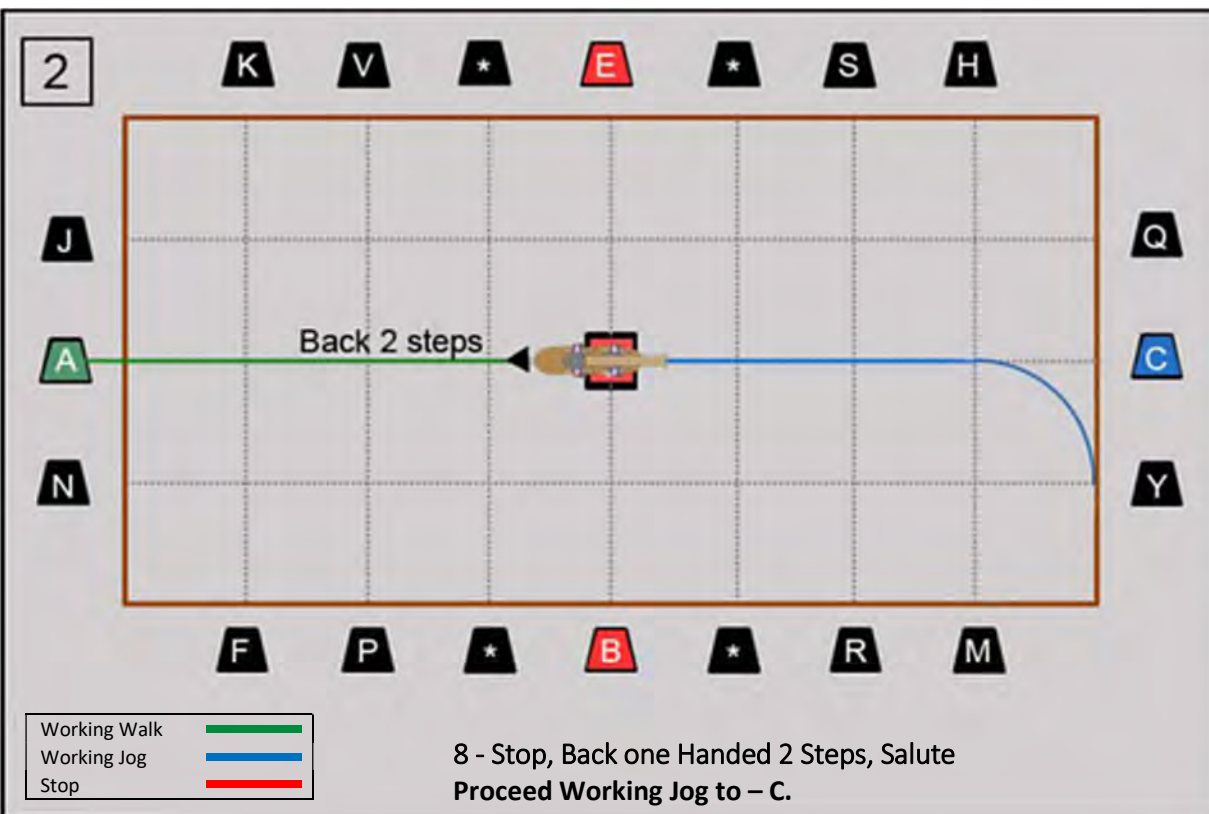 2
K V * E * S H
J Q
Back 2 steps
A C
N Y
F P * B * R M
Working Walk
Working Jog
Stop
8 - Stop, Back one Handed 2 Steps, Salute
Proceed Working Jog to – C.